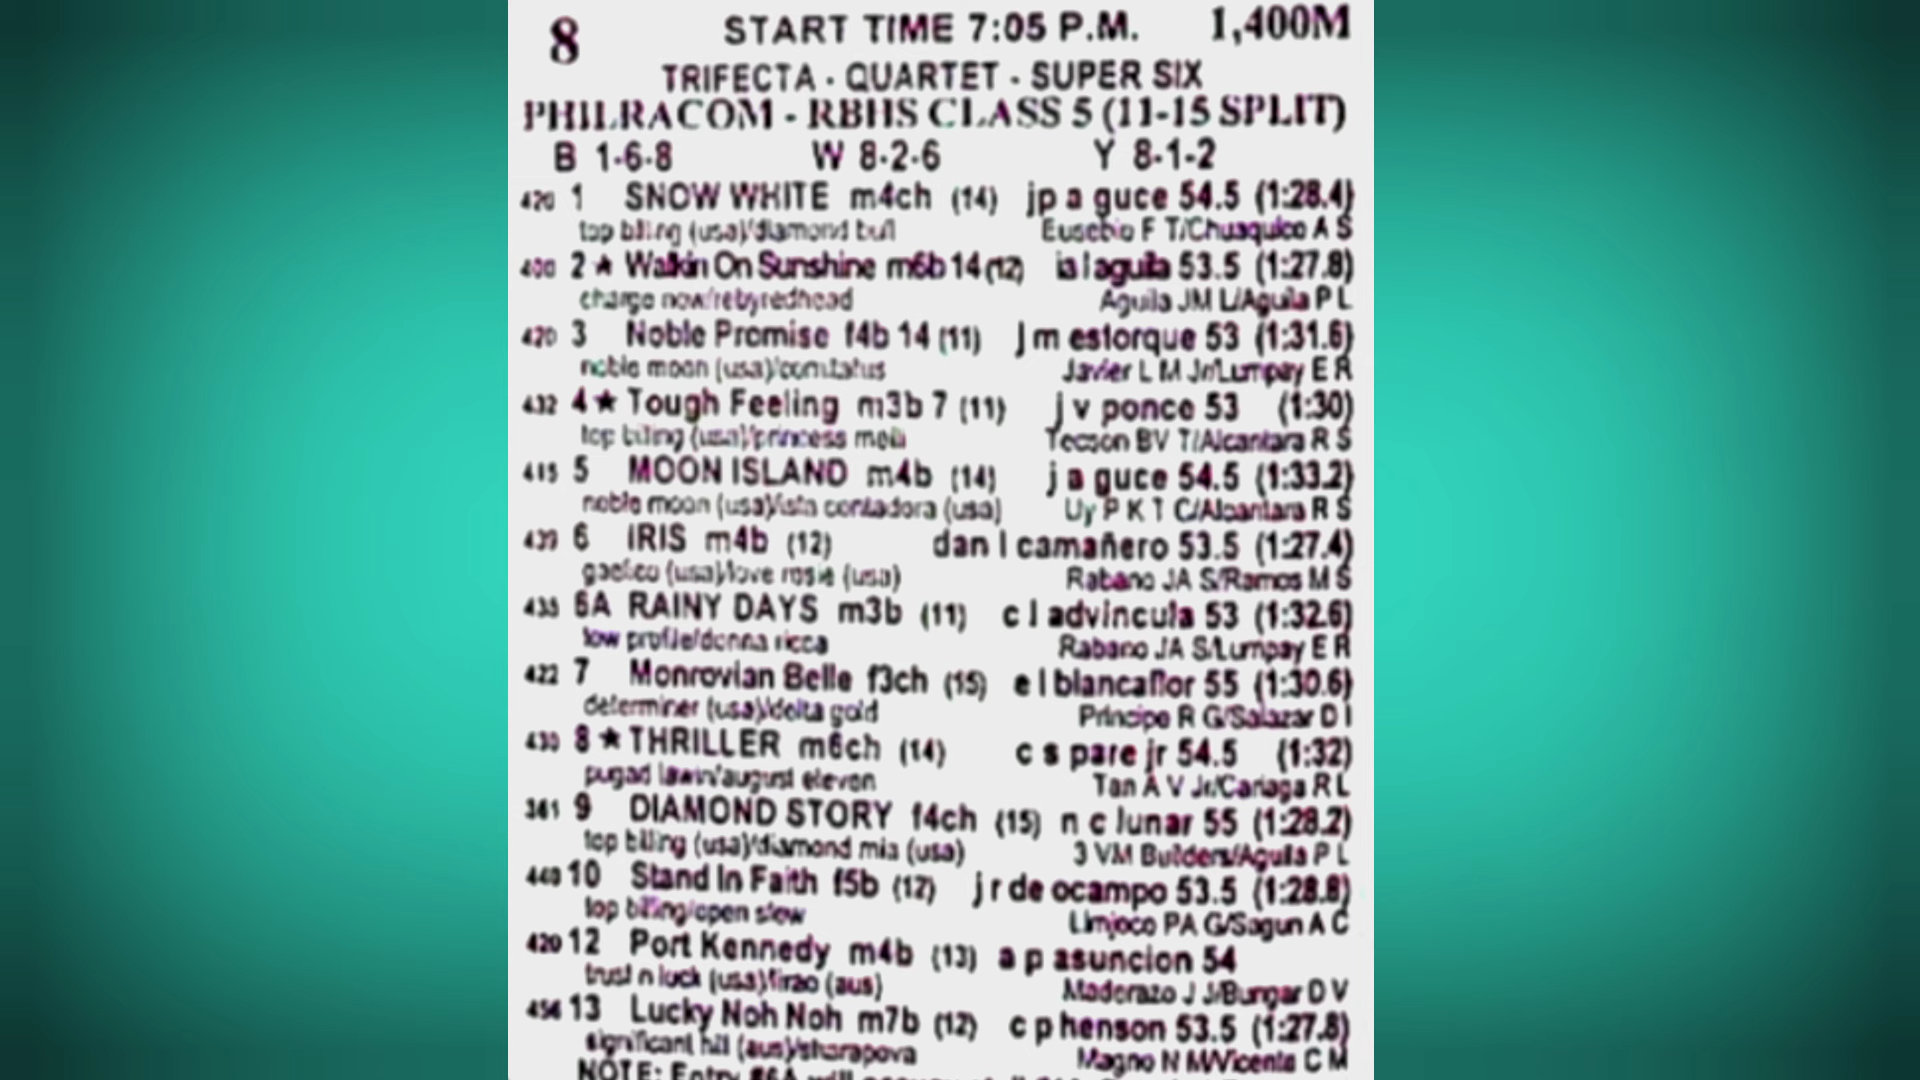 8 START TIME 7:05 P.M. 1,400M
TRIFECTA - QUARTET - SUPER SIX
PHILRACOM - RBHS CLASS 5 (11-15 SPLIT)
B 1-6-8 W 8-2-6 Y 8-1-2
420 1 SNOW WHITE m4ch (14) jp a guce 54.5 (1:28.4)
top billing (usa)/diamond bull Eusebio F T/Chuaquico A S
400 2 ★ Walkin On Sunshine m6b 14 (12) ia l aguila 53.5 (1:27.8)
charge now/rebyredhead Aguila JM L/Aguila P L
420 3 Noble Promise f4b 14 (11) J m estorque 53 (1:31.6)
noble moon (usa)/comtatus Javier L M Jr/Lumpay E R
432 4 ★ Tough Feeling m3b 7 (11) j v ponce 53 (1:30)
top billing (usa)/princess meili Tecson BV T/Alcantara R S
415 5 MOON ISLAND m4b (14) j a guce 54.5 (1:33.2)
noble moon (usa)/ista contadora (usa) Uy P K T C/Alcantara R S
439 6 IRIS m4b (12) dan l camañero 53.5 (1:27.4)
gaelico (usa)/love rosie (usa) Rabano JA S/Ramos M S
435 6A RAINY DAYS m3b (11) c l advincula 53 (1:32.6)
low profile/donna ricca Rabano JA S/Lumpay E R
422 7 Monrovian Belle f3ch (15) e l blancaflor 55 (1:30.6)
determiner (usa)/delta gold Principe R G/Salazar D I
430 8 ★ THRILLER m6ch (14) c s pare jr 54.5 (1:32)
pugad lawin/august eleven Tan A V Jr/Cariaga R L
361 9 DIAMOND STORY f4ch (15) n c lunar 55 (1:28.2)
top billing (usa)/diamond mia (usa) 3 VM Builders/Aguila P L
440 10 Stand In Faith f5b (12) j r de ocampo 53.5 (1:28.8)
top billing/open slew Limjoco PA G/Sagun A C
420 12 Port Kennedy m4b (13) a p asuncion 54
trust n luck (usa)/lirao (aus) Maderazo J J/Bungar D V
456 13 Lucky Noh Noh m7b (12) c p henson 53.5 (1:27.8)
significant hill (aus)/sharapova Magno N M/Vicente C M
NOTE: Entry #6A will